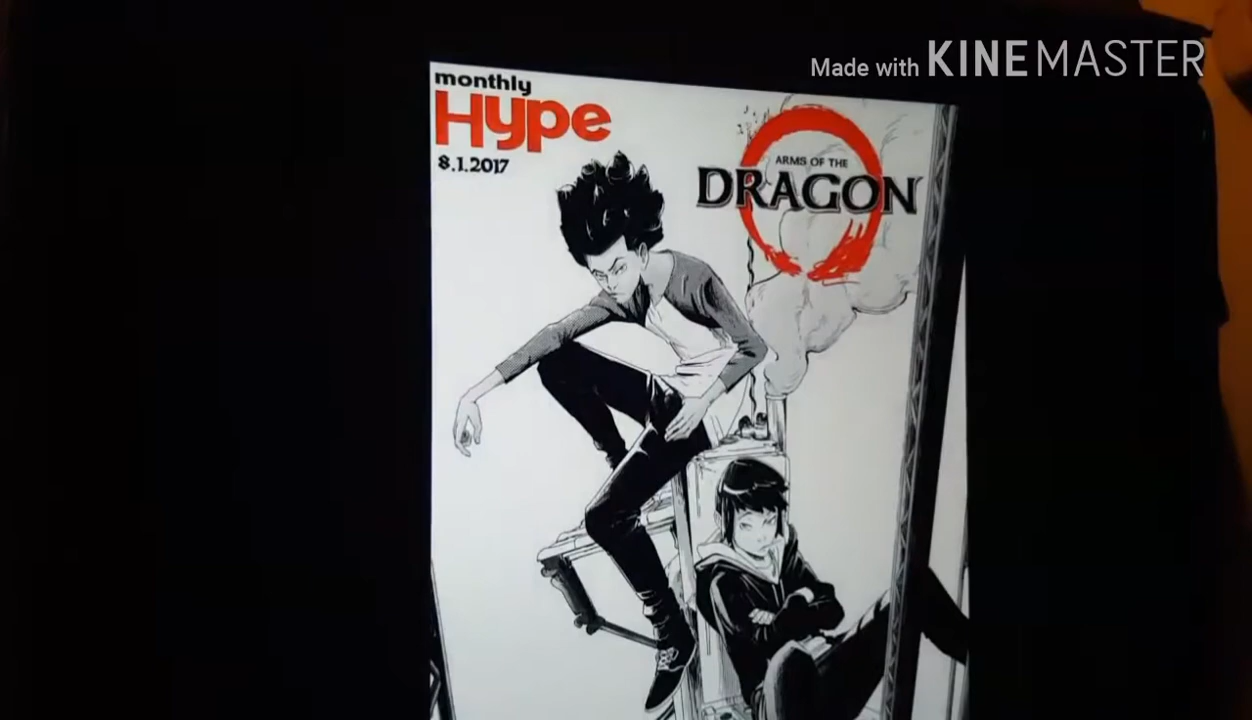 Made with KINEMASTER
monthly
Hype
8.1.2017
ARMS OF THE
DRAGON